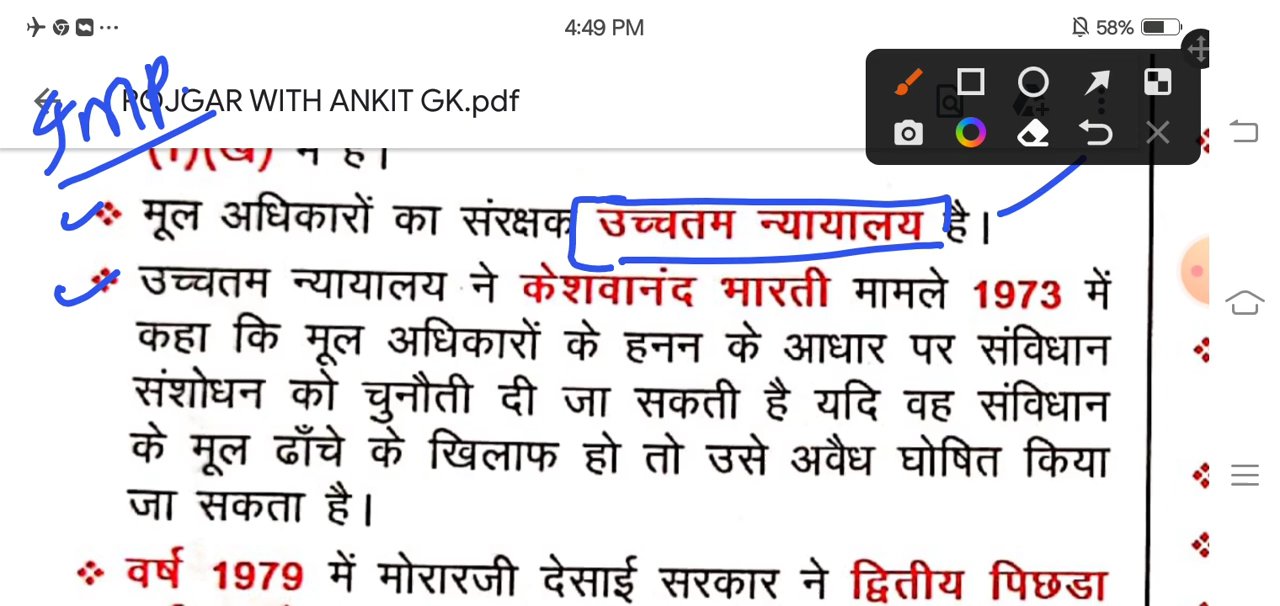 4:49 PM
58%
IMP.
ROJGAR WITH ANKIT GK.pdf
मूल अधिकारों का संरक्षक उच्चतम न्यायालय है।
उच्चतम न्यायालय ने केशवानंद भारती मामले 1973 में
कहा कि मूल अधिकारों के हनन के आधार पर संविधान
संशोधन को चुनौती दी जा सकती है यदि वह संविधान
के मूल ढाँचे के खिलाफ हो तो उसे अवैध घोषित किया
जा सकता है।
वर्ष 1979 में मोरारजी देसाई सरकार ने द्वितीय पिछडा